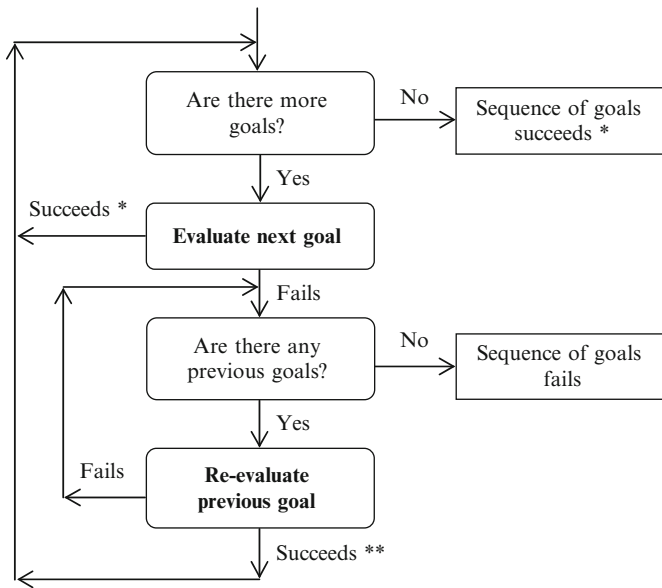 Are there more
goals?
No
Sequence of goals
succeeds *
Yes
Succeeds *
Evaluate next goal
Fails
Are there any
previous goals?
No
Sequence of goals
fails
Yes
Fails
Re-evaluate
previous goal
Succeeds **